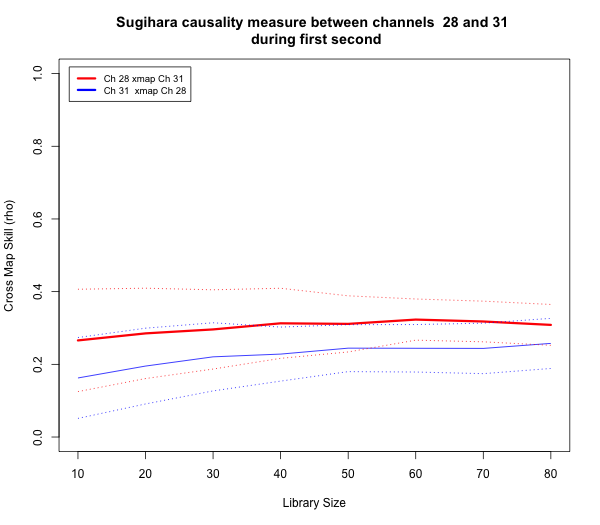 Sugihara causality measure between channels  28 and 31
during first second
Ch 28 xmap Ch 31
Ch 31  xmap Ch 28
Cross Map Skill (rho)
1.0
0.8
0.6
0.4
0.2
0.0
10 20 30 40 50 60 70 80
Library Size